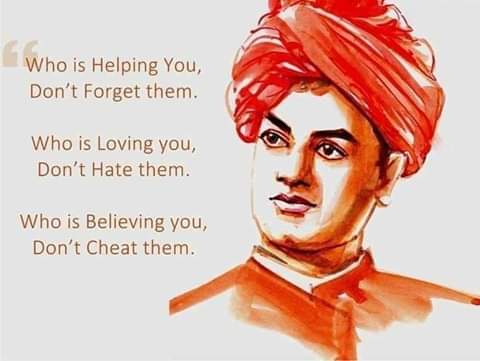 “Who is Helping You,
Don’t Forget them.
Who is Loving you,
Don’t Hate them.
Who is Believing you,
Don’t Cheat them.